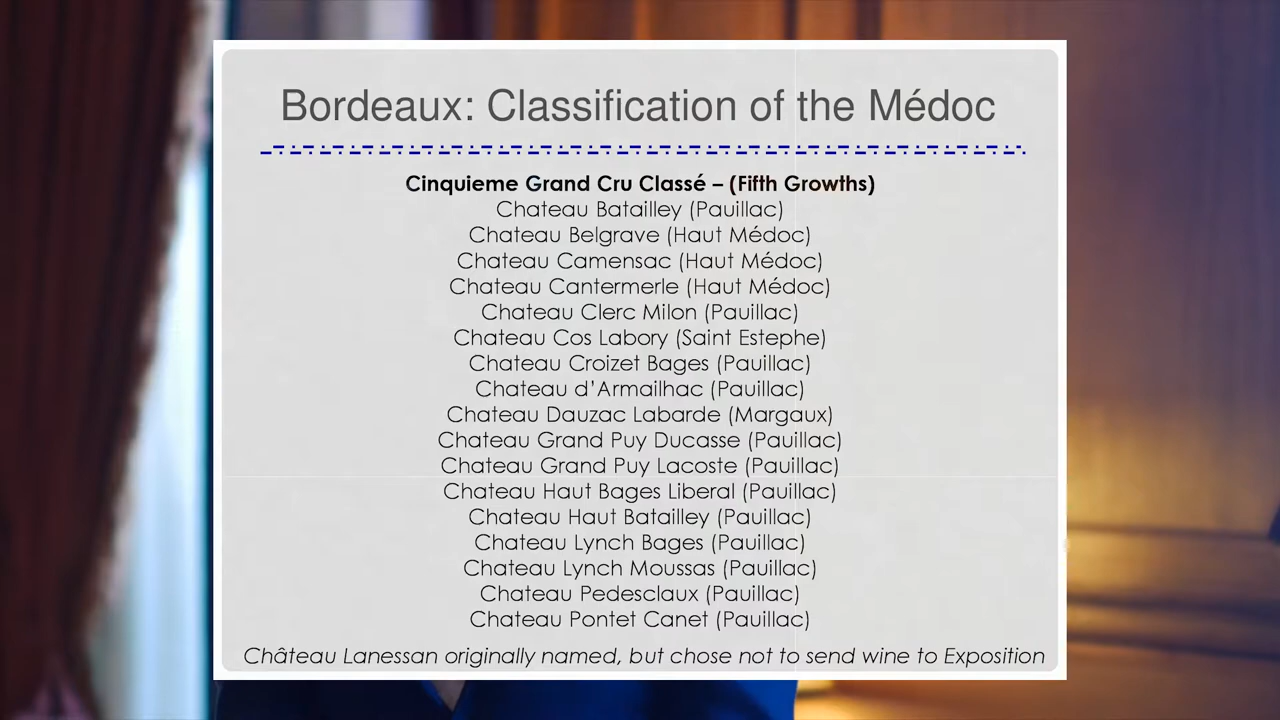 Bordeaux: Classification of the Médoc
Cinquieme Grand Cru Classé – (Fifth Growths)
Chateau Batailley (Pauillac)
Chateau Belgrave (Haut Médoc)
Chateau Camensac (Haut Médoc)
Chateau Cantermerle (Haut Médoc)
Chateau Clerc Milon (Pauillac)
Chateau Cos Labory (Saint Estephe)
Chateau Croizet Bages (Pauillac)
Chateau d'Armailhac (Pauillac)
Chateau Dauzac Labarde (Margaux)
Chateau Grand Puy Ducasse (Pauillac)
Chateau Grand Puy Lacoste (Pauillac)
Chateau Haut Bages Liberal (Pauillac)
Chateau Haut Batailley (Pauillac)
Chateau Lynch Bages (Pauillac)
Chateau Lynch Moussas (Pauillac)
Chateau Pedesclaux (Pauillac)
Chateau Pontet Canet (Pauillac)
Château Lanessan originally named, but chose not to send wine to Exposition